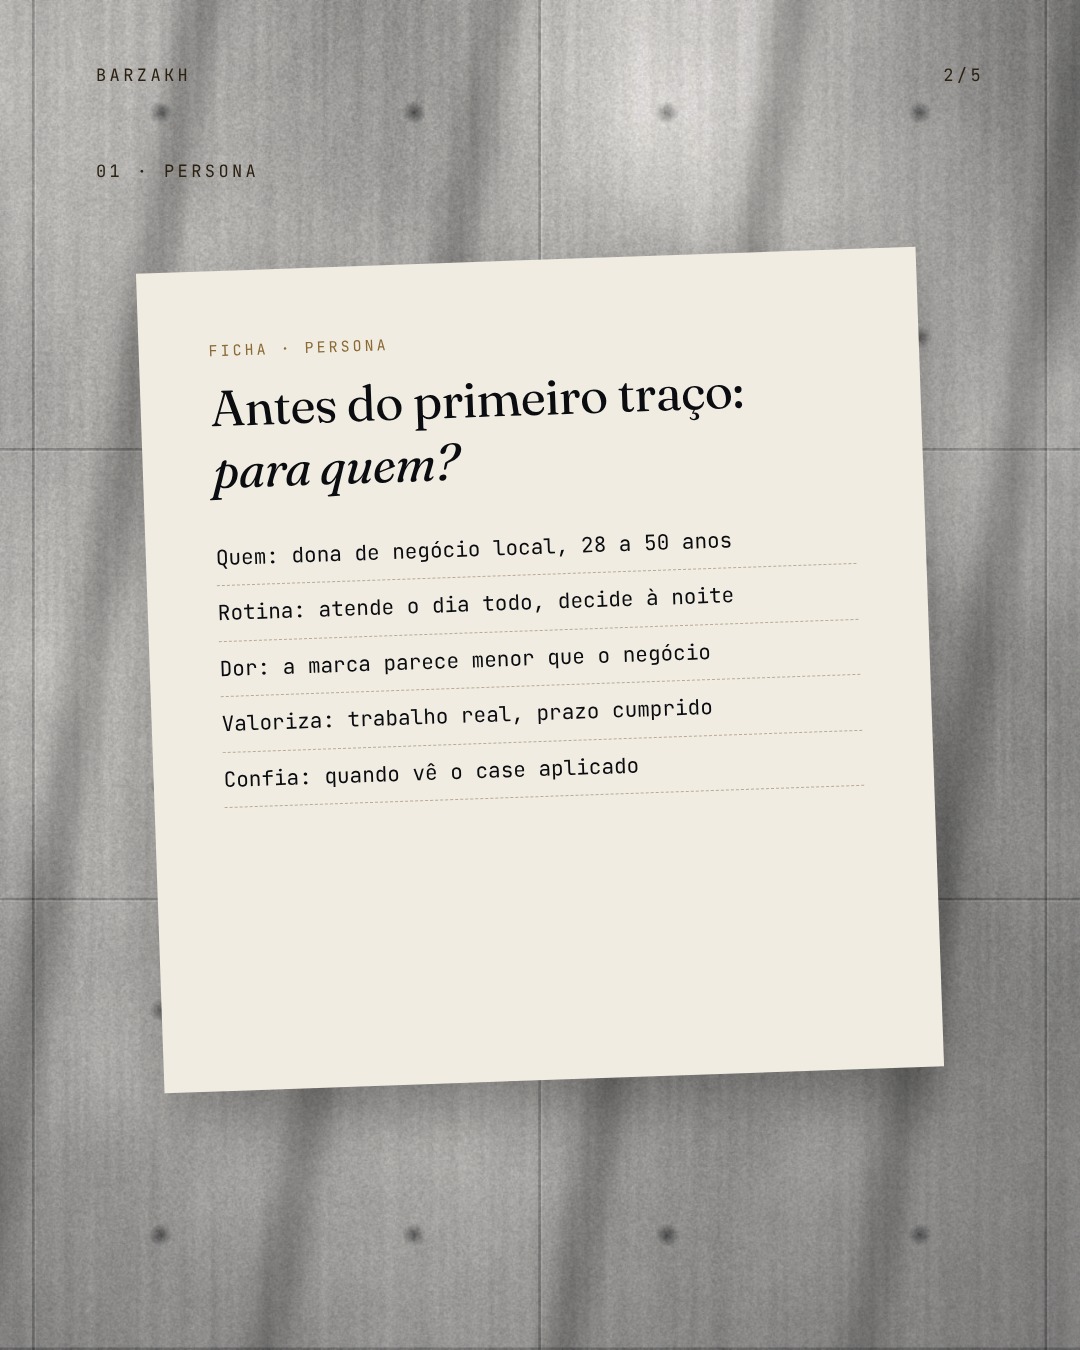 BARZAKH
2/5
01 · PERSONA
FICHA · PERSONA
Antes do primeiro traço:
para quem?
Quem: dona de negócio local, 28 a 50 anos
Rotina: atende o dia todo, decide à noite
Dor: a marca parece menor que o negócio
Valoriza: trabalho real, prazo cumprido
Confia: quando vê o case aplicado